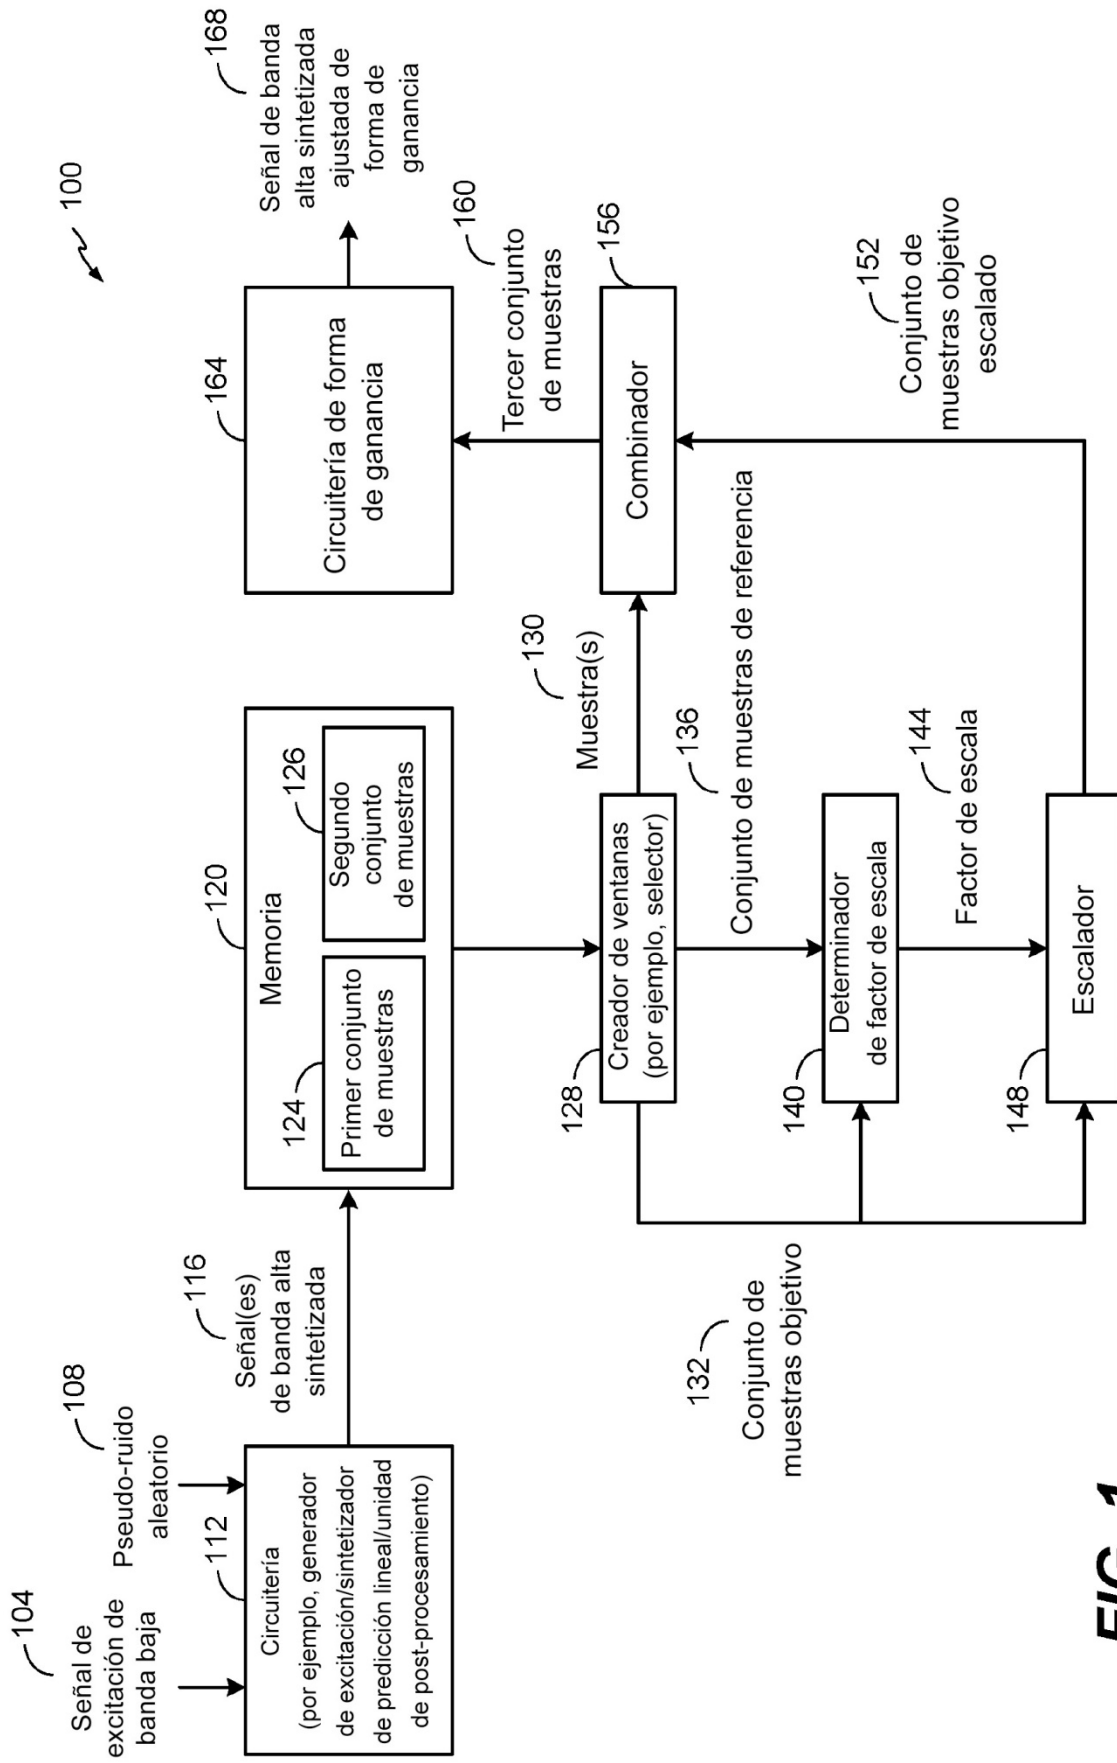 100
104
Señal de
excitación de
banda baja
108
Pseudo-ruido
aleatorio
112
Circuitería
(por ejemplo, generador
de excitación/sintetizador
de predicción lineal/unidad
de post-procesamiento)
116
Señal(es)
de banda alta
sintetizada
120
Memoria
124
Primer conjunto
de muestras
126
Segundo
conjunto
de muestras
164
Circuitería de forma
de ganancia
168
Señal de banda
alta sintetizada
ajustada de
forma de
ganancia
160
Tercer conjunto
de muestras
128
Creador de ventanas
(por ejemplo, selector)
130
Muestra(s)
156
Combinador
132
Conjunto de
muestras objetivo
136
Conjunto de muestras de referencia
140
Determinador
de factor de escala
144
Factor de escala
152
Conjunto de
muestras objetivo
escalado
148
Escalador
FIG. 1